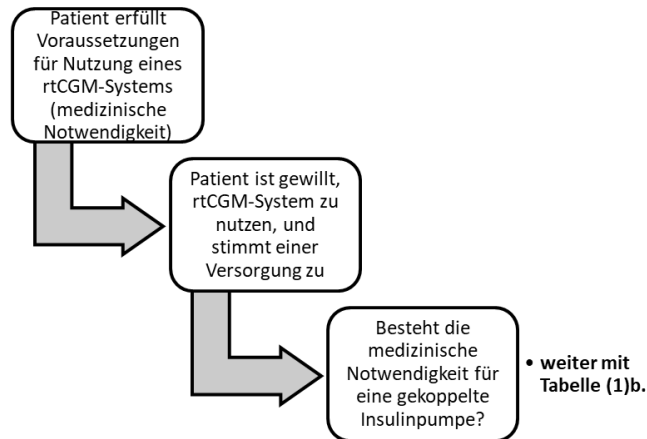 Patient erfüllt
Voraussetzungen
für Nutzung eines
rtCGM-Systems
(medizinische
Notwendigkeit)
Patient ist gewillt,
rtCGM-System zu
nutzen, und
stimmt einer
Versorgung zu
Besteht die
medizinische
Notwendigkeit für
eine gekoppelte
Insulinpumpe?
• weiter mit
Tabelle (1)b.